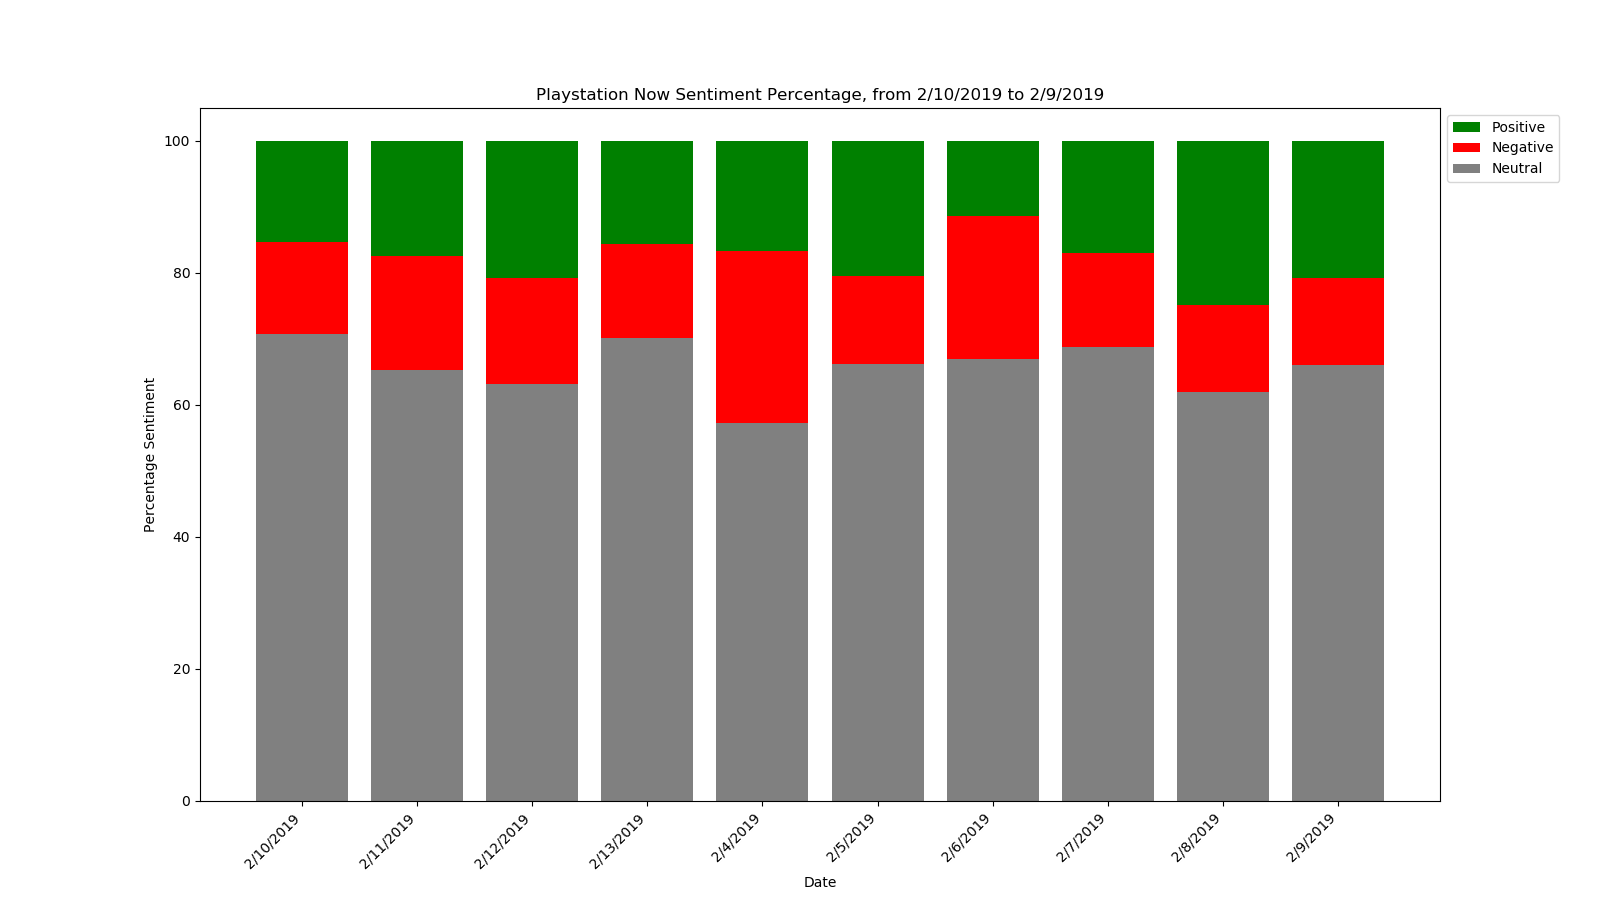 Playstation Now Sentiment Percentage, from 2/10/2019 to 2/9/2019
Positive
Negative
Neutral
Percentage Sentiment
100
80
60
40
20
0
2/10/2019
2/11/2019
2/12/2019
2/13/2019
2/4/2019
2/5/2019
2/6/2019
2/7/2019
2/8/2019
2/9/2019
Date